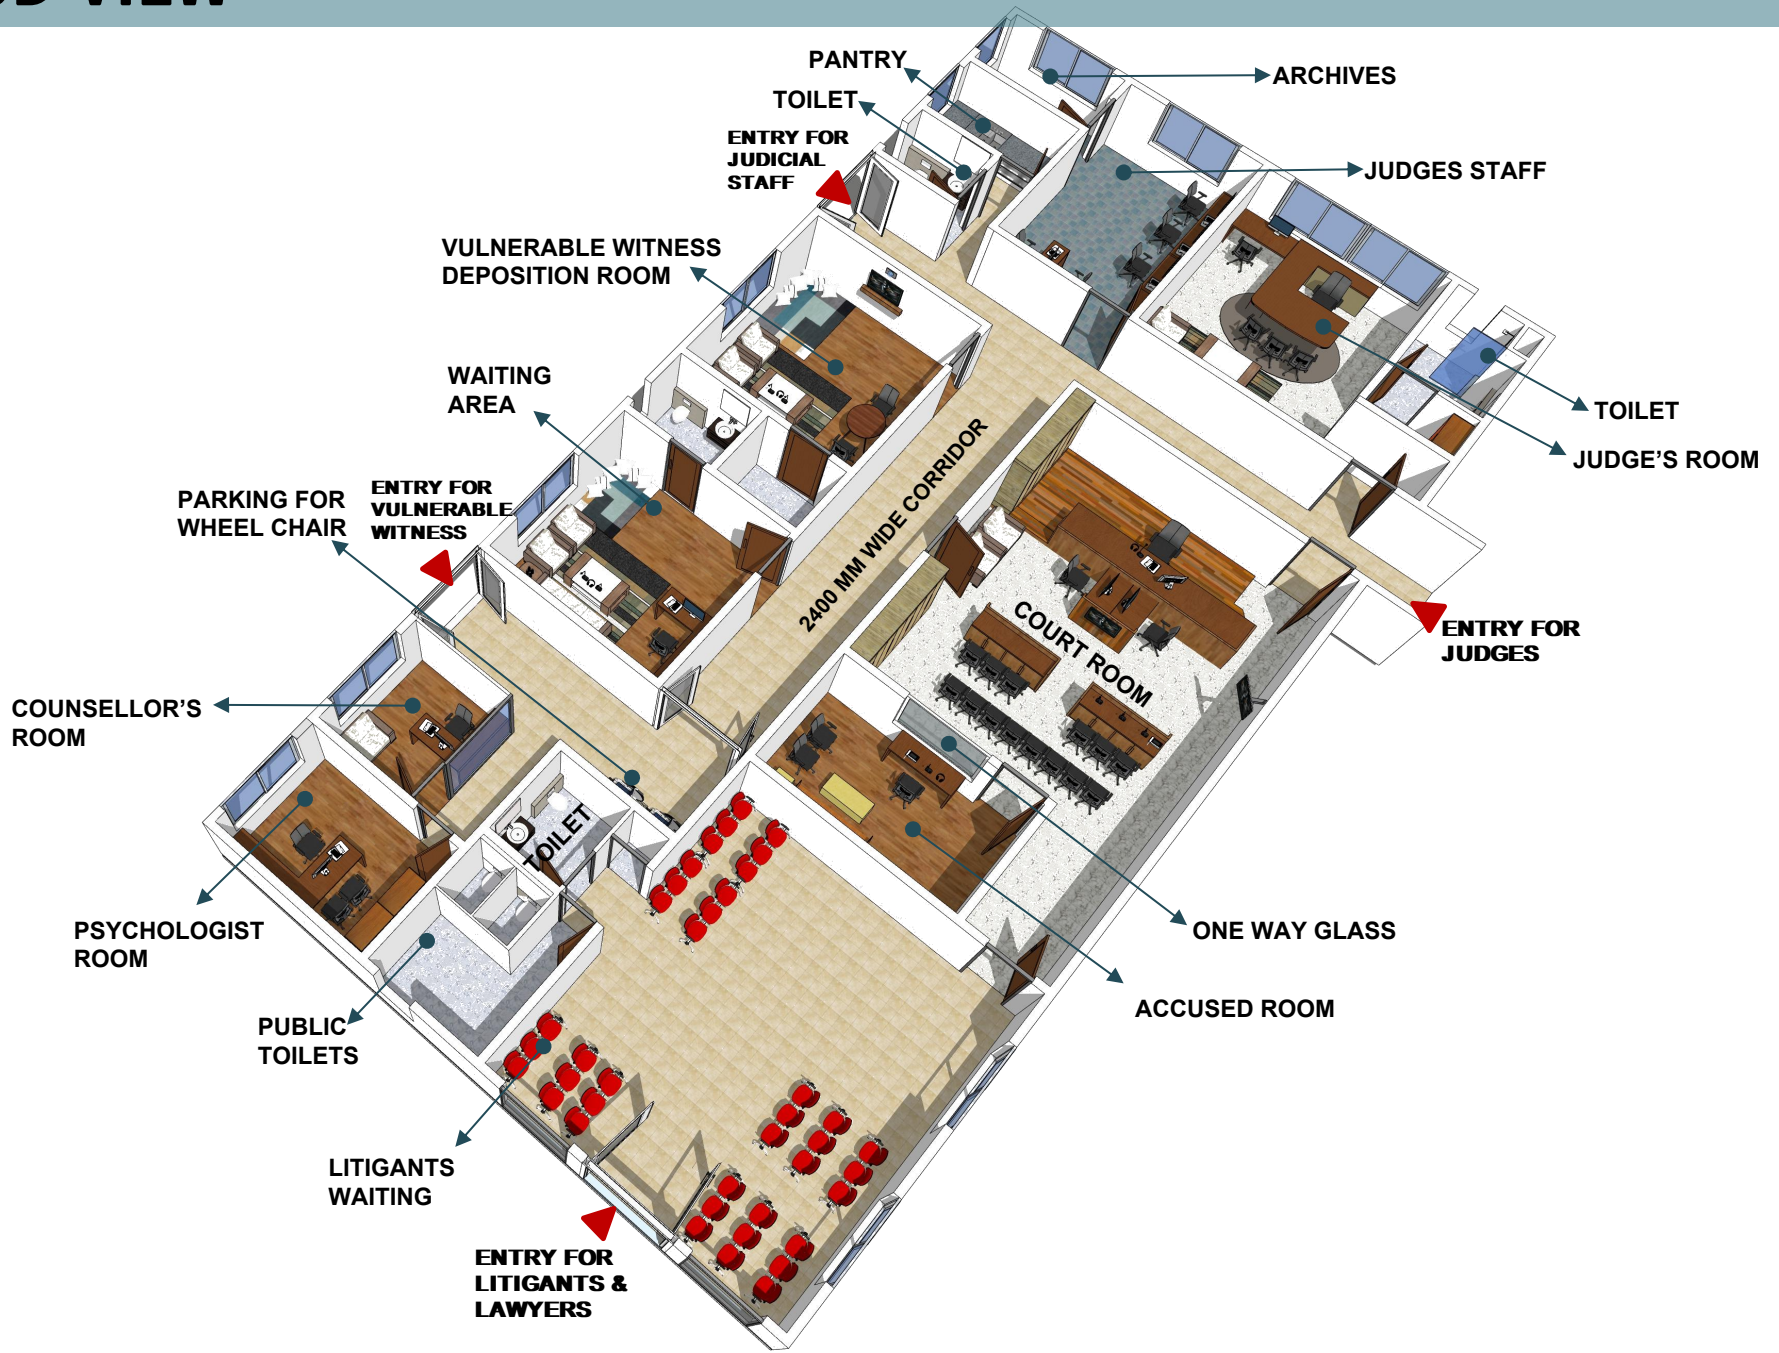 VIEW
PANTRY
ARCHIVES
TOILET
ENTRY FOR
JUDICIAL
STAFF
JUDGES STAFF
VULNERABLE WITNESS
DEPOSITION ROOM
WAITING
AREA
TOILET
JUDGE'S ROOM
PARKING FOR
WHEEL CHAIR
ENTRY FOR
VULNERABLE
WITNESS
2400 MM WIDE CORRIDOR
COURT ROOM
ENTRY FOR
JUDGES
COUNSELLOR'S
ROOM
TOILET
PSYCHOLOGIST
ROOM
ONE WAY GLASS
ACCUSED ROOM
PUBLIC
TOILETS
LITIGANTS
WAITING
ENTRY FOR
LITIGANTS &
LAWYERS